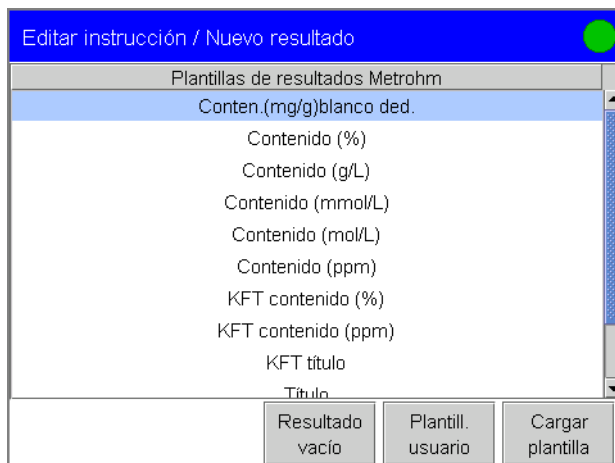 Editar instrucción / Nuevo resultado
Plantillas de resultados Metrohm
Conten.(mg/g)blanco ded.
Contenido (%)
Contenido (g/L)
Contenido (mmol/L)
Contenido (mol/L)
Contenido (ppm)
KFT contenido (%)
KFT contenido (ppm)
KFT título
Título
Resultado
vacío
Plantill.
usuario
Cargar
plantilla